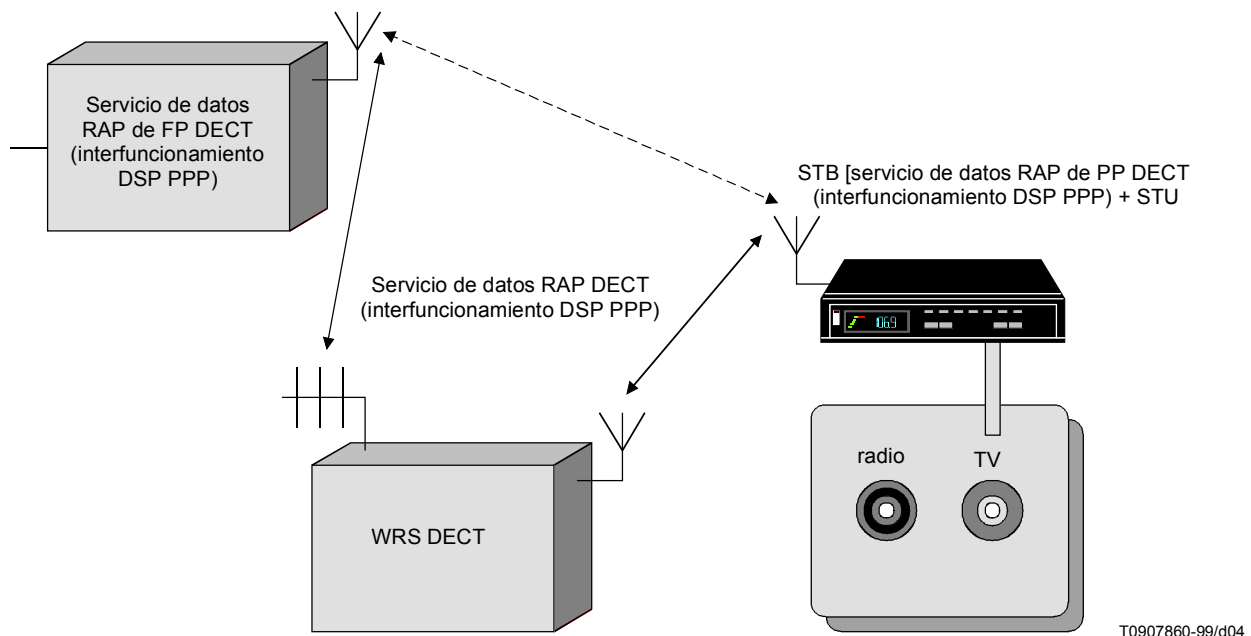 Servicio de datos
RAP de FP DECT
(interfuncionamiento
DSP PPP)
STB [servicio de datos RAP de PP DECT
(interfuncionamiento DSP PPP) + STU
Servicio de datos RAP DECT
(interfuncionamiento DSP PPP)
106.9
radio
TV
WRS DECT
T0907860-99/d04